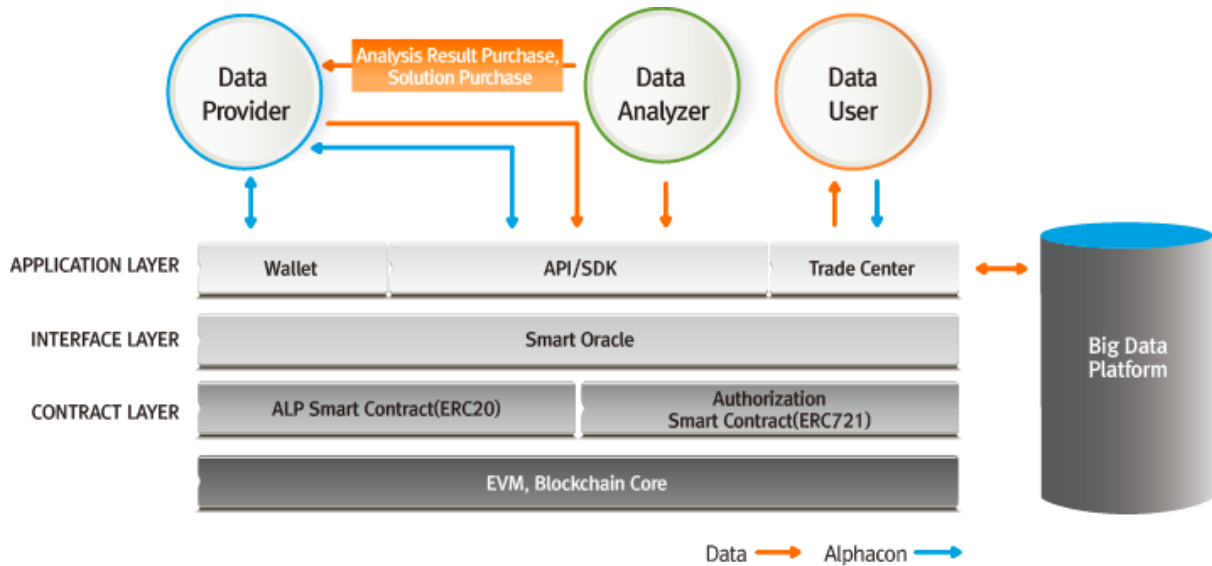 Data
Provider
Analysis Result Purchase,
Solution Purchase
Data
Analyzer
Data
User
APPLICATION LAYER
Wallet
API/SDK
Trade Center
INTERFACE LAYER
Smart Oracle
CONTRACT LAYER
ALP Smart Contract(ERC20)
Authorization
Smart Contract(ERC721)
EVM, Blockchain Core
Big Data
Platform
Data
Alphacon